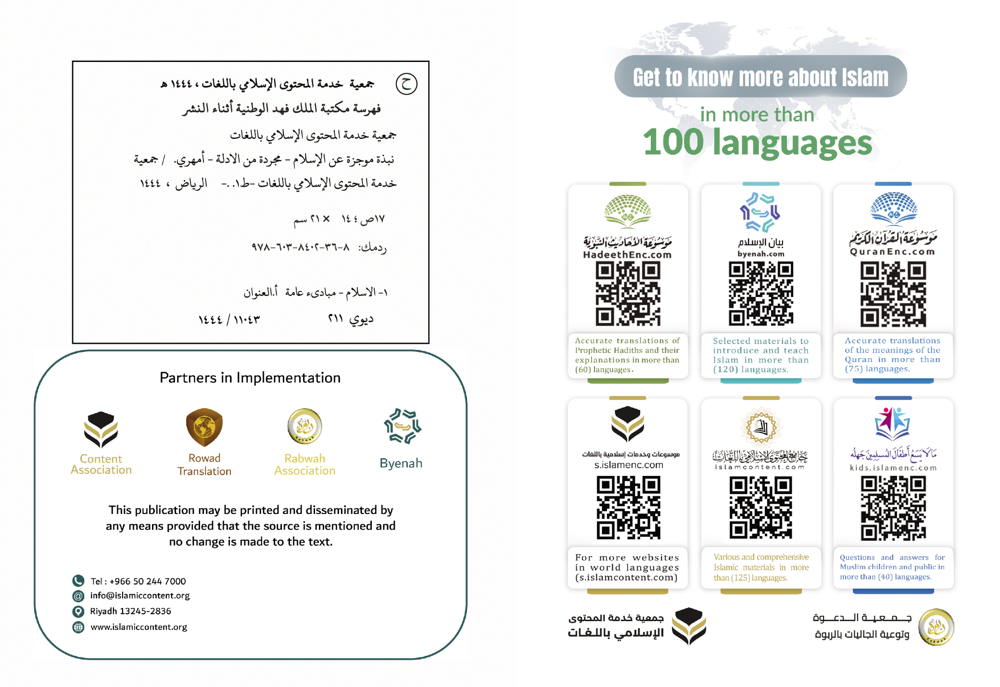 ح
جمعية خدمة المحتوى الإسلامي باللغات ، ١٤٤٤ هـ
فهرسة مكتبة الملك فهد الوطنية أثناء النشر
جمعية خدمة المحتوى الإسلامي باللغات
نبذة موجزة عن الإسلام – مجردة من الادلة – أمهري. / جمعية
خدمة المحتوى الإسلامي باللغات -ط١. .- الرياض ، ١٤٤٤
١٧ص ؛ ١٤ × ٢١ سم
ردمك: ٨-٣٦-٨٤٠٢-٦٠٣-٩٧٨
١- الاسلام – مبادىء عامة أ.العنوان
ديوي ٢١١ ١١٠٤٣ / ١٤٤٤
Partners in Implementation
Content
Association
Rowad
Translation
Rabwah
Rabwah
Association
Byenah
This publication may be printed and disseminated by
any means provided that the source is mentioned and
no change is made to the text.
Tel : +966 50 244 7000
info@islamiccontent.org
Riyadh 13245-2836
www.islamiccontent.org
Get to know more about Islam
in more than
100 languages
موسوعة الأحاديث النبوية
HadeethEnc.com
Accurate translations of
Prophetic Hadiths and their
explanations in more than
(60) languages.
بيان الإسلام
byenah.com
Selected materials to
introduce and teach
Islam in more than
(120) languages.
موسوعة القرآن الكريم
QuranEnc.com
Accurate translations
of the meanings of the
Quran in more than
(75) languages.
موسوعات وخدمات إسلامية باللغات
s.islamenc.com
For more websites
in world languages
(s.islamcontent.com)
جامع المحتوى الإسلامي باللغات
islamcontent.com
Various and comprehensive
Islamic materials in more
than (125) languages.
مَا لَا يَسَعُ أَطْفَالَ المُسلِمِينَ جَهلُه
kids.islamenc.com
Questions and answers for
Muslim children and public in
more than (40) languages.
جمعية خدمة المحتوى
الإسلامي باللغات
جمعية الدعوة
وتوعية الجاليات بالربوة
Rabwah